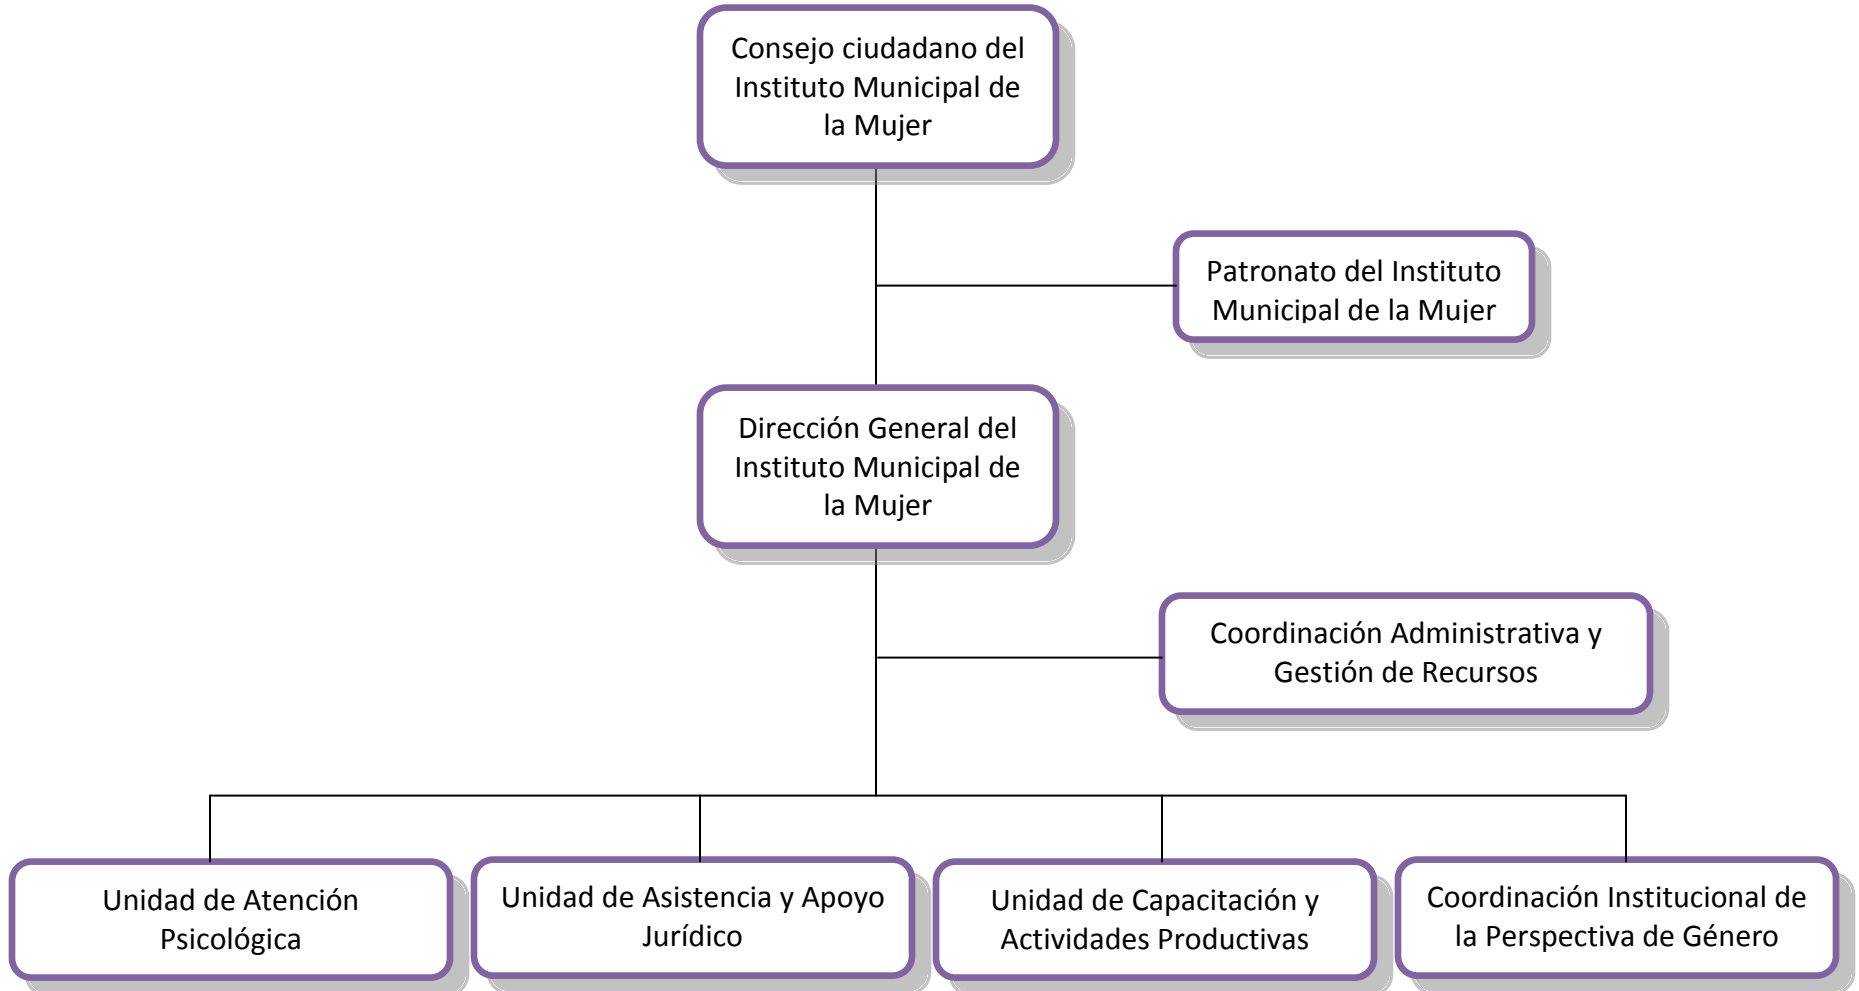 Consejo ciudadano del
Instituto Municipal de
la Mujer
Patronato del Instituto
Municipal de la Mujer
Dirección General del
Instituto Municipal de
la Mujer
Coordinación Administrativa y
Gestión de Recursos
Unidad de Atención
Psicológica
Unidad de Asistencia y Apoyo
Jurídico
Unidad de Capacitación y
Actividades Productivas
Coordinación Institucional de
la Perspectiva de Género